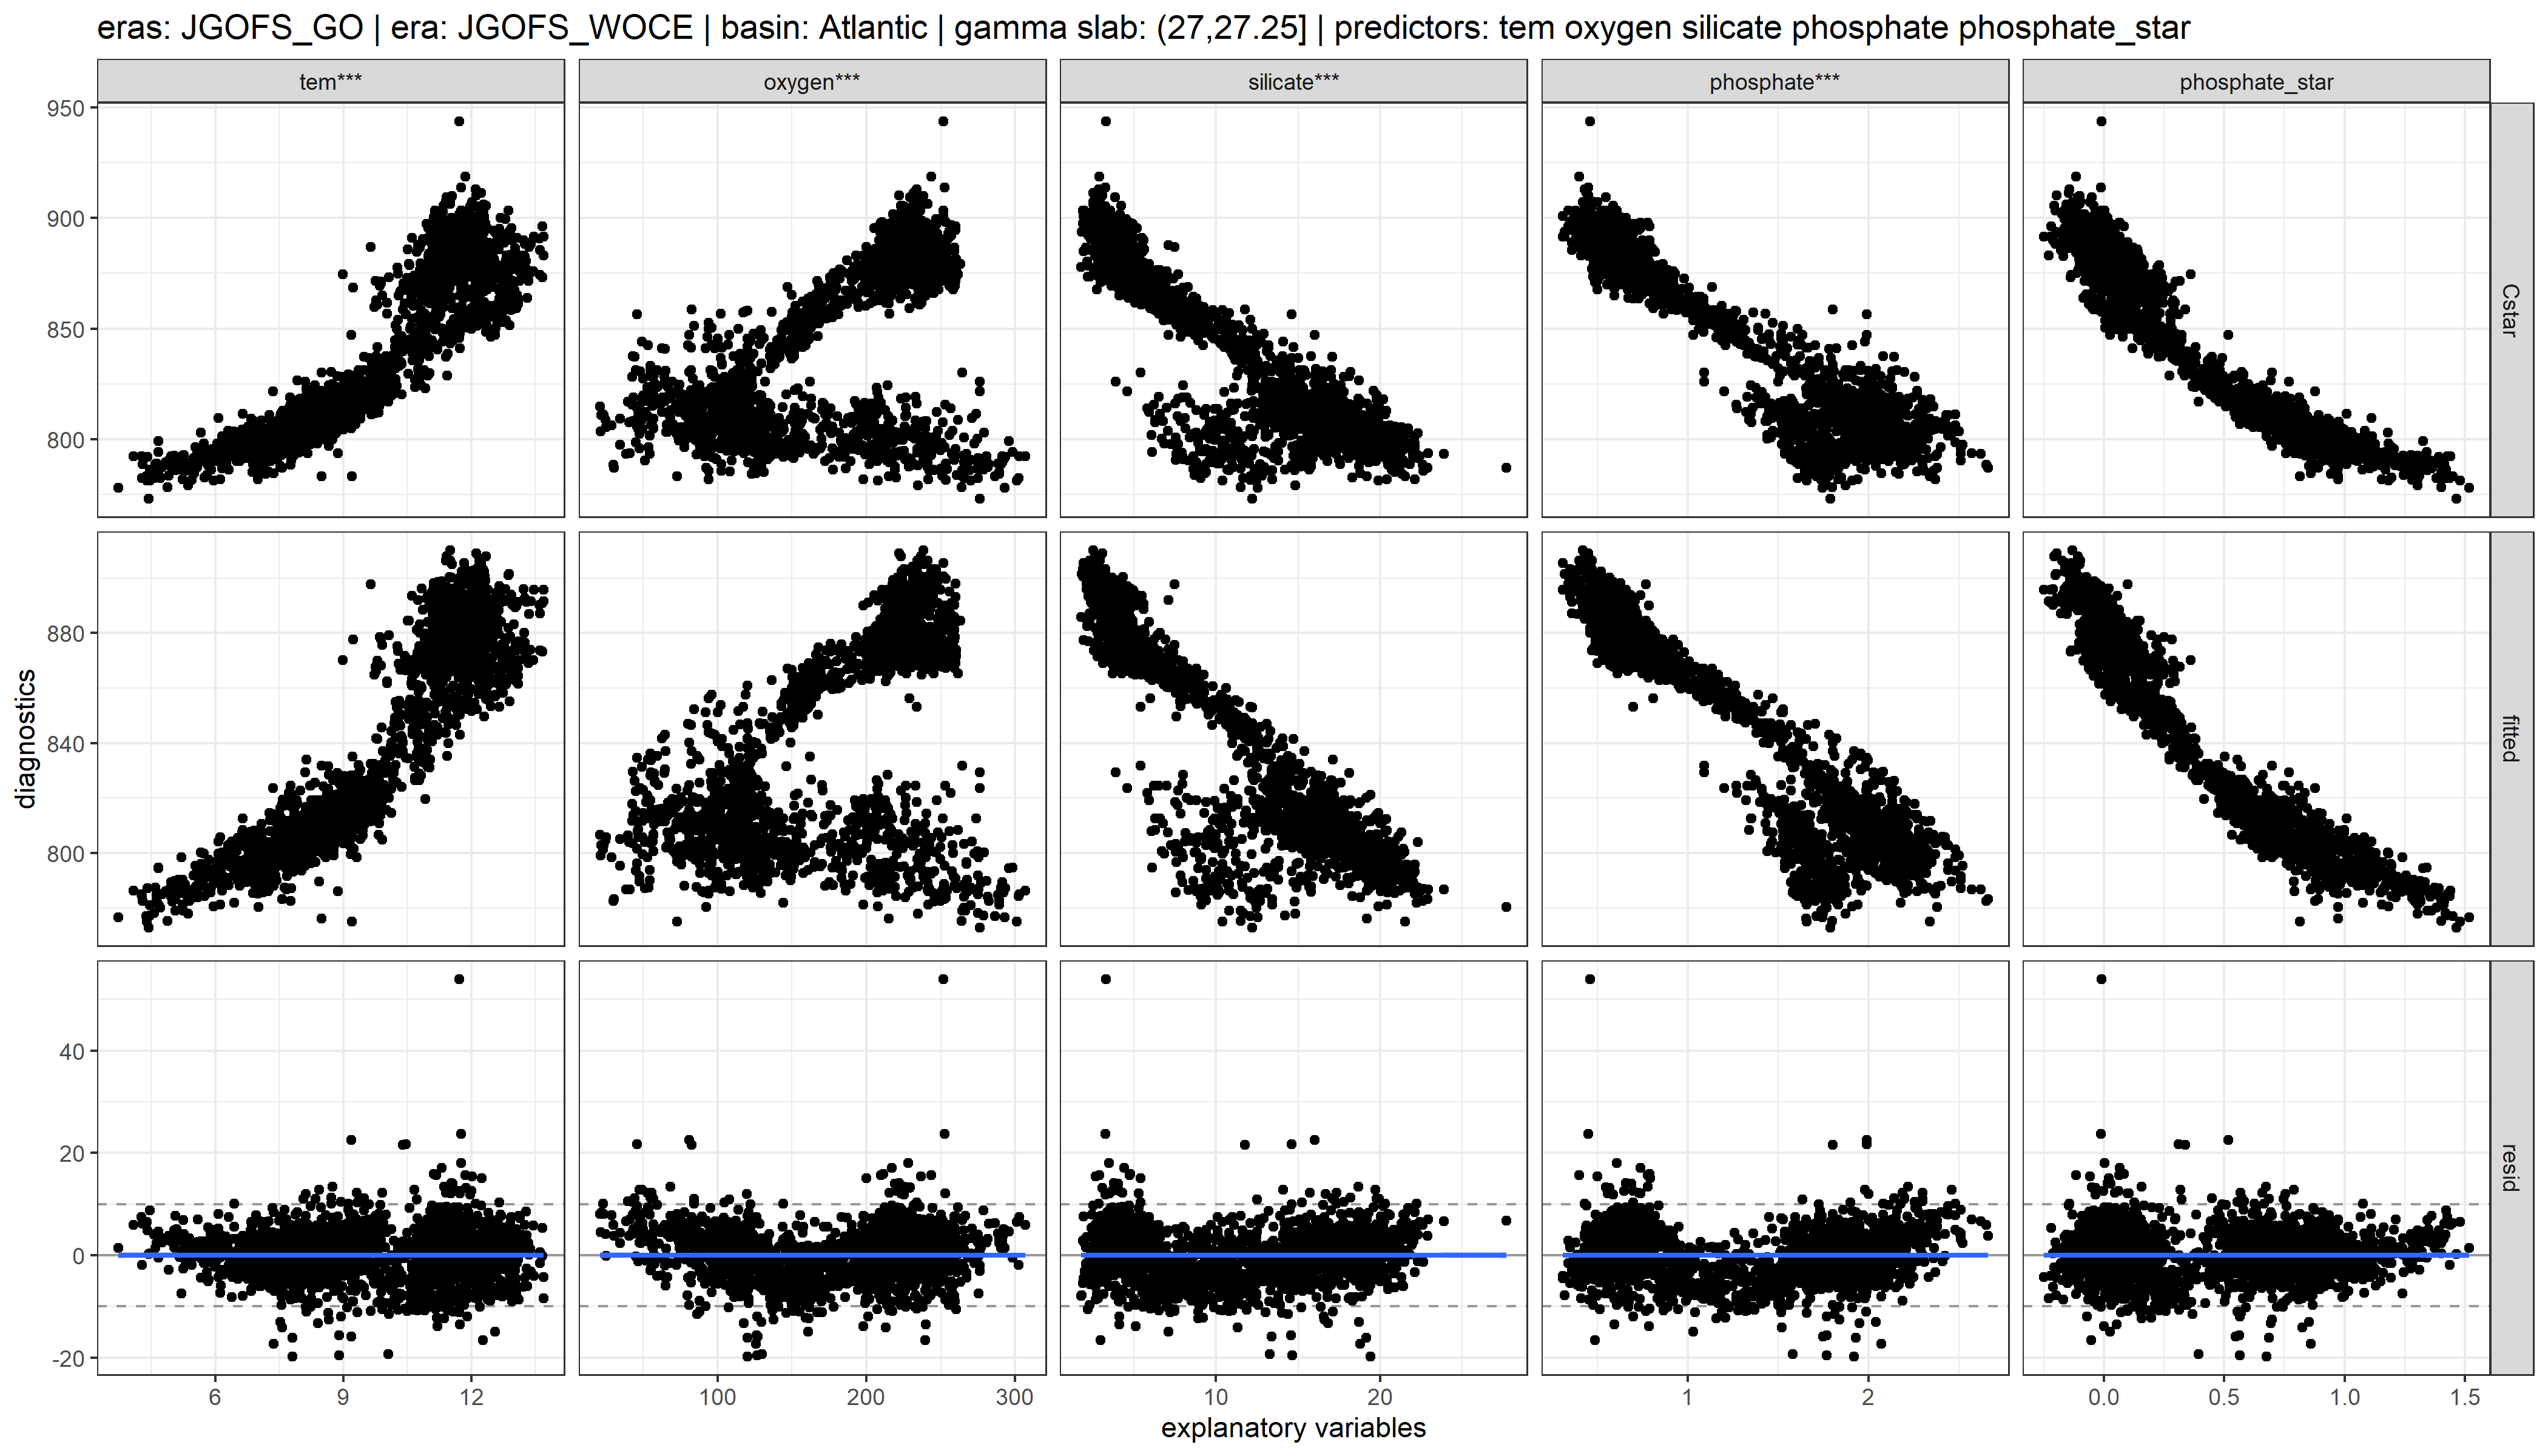 eras: JGOFS_GO | era: JGOFS_WOCE | basin: Atlantic | gamma slab: (27,27.25] | predictors: tem oxygen silicate phosphate phosphate_star
tem*** oxygen*** silicate*** phosphate*** phosphate_star
950
900
850
800
Cstar
880
840
800
fitted
diagnostics
40
20
0
-20
resid
6 9 12 100 200 300 10 20 1 2 0.0 0.5 1.0 1.5
explanatory variables